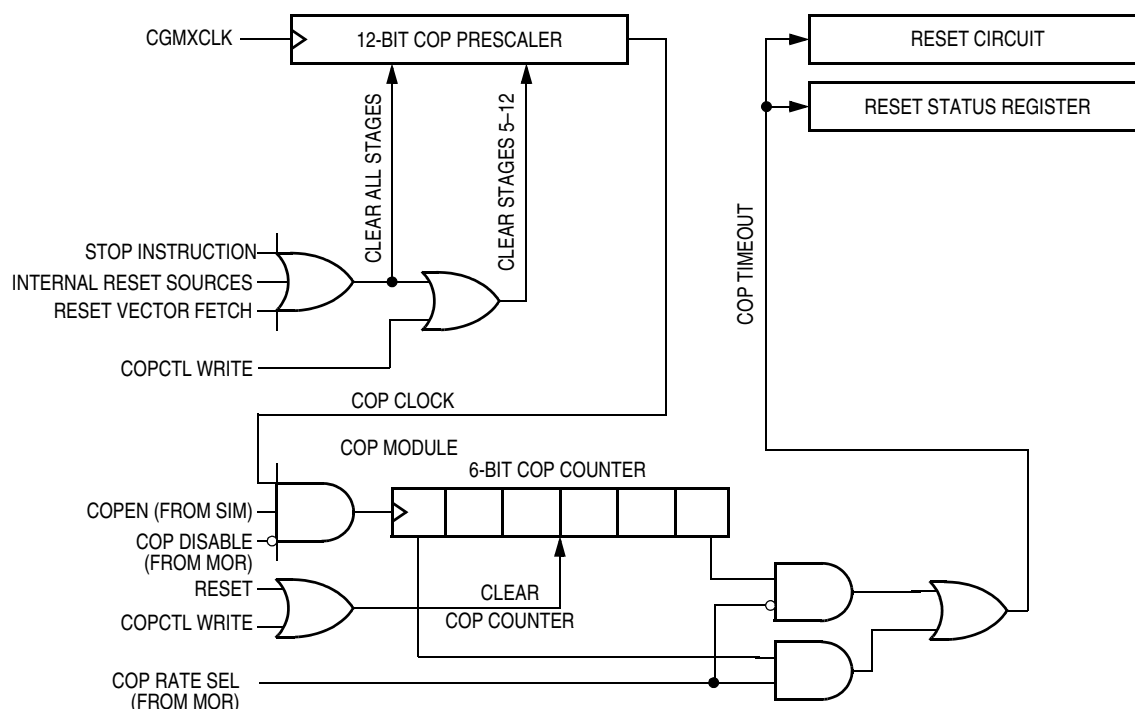 CGMXCLK
12-BIT COP PRESCALER
RESET CIRCUIT
RESET STATUS REGISTER
CLEAR ALL STAGES
CLEAR STAGES 5–12
COP TIMEOUT
STOP INSTRUCTION
INTERNAL RESET SOURCES
RESET VECTOR FETCH
COPCTL WRITE
COP CLOCK
COP MODULE
6-BIT COP COUNTER
COPEN (FROM SIM)
COP DISABLE
(FROM MOR)
RESET
COPCTL WRITE
CLEAR
COP COUNTER
COP RATE SEL
(FROM MOR)